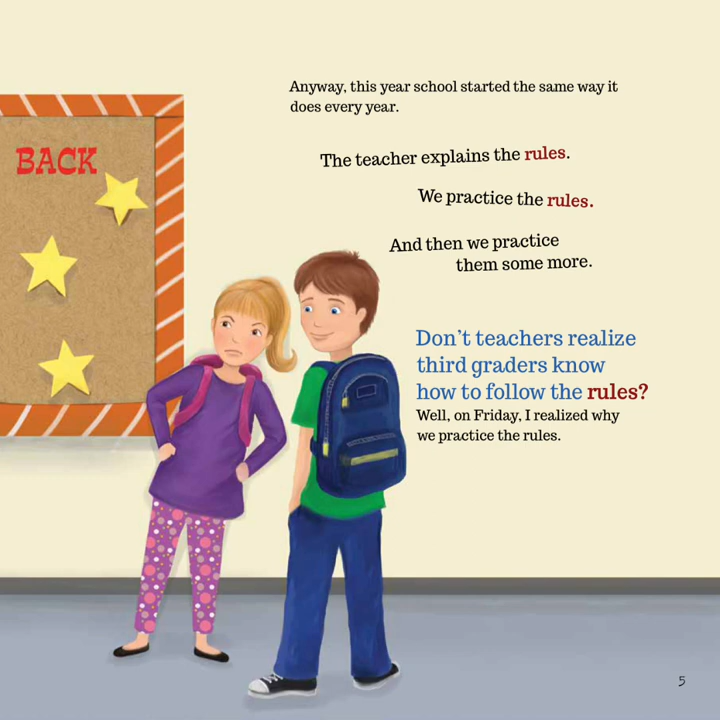 BACK
Anyway, this year school started the same way it
does every year.
The teacher explains the rules.
We practice the rules.
And then we practice
them some more.
Don’t teachers realize
third graders know
how to follow the rules?
Well, on Friday, I realized why
we practice the rules.
5